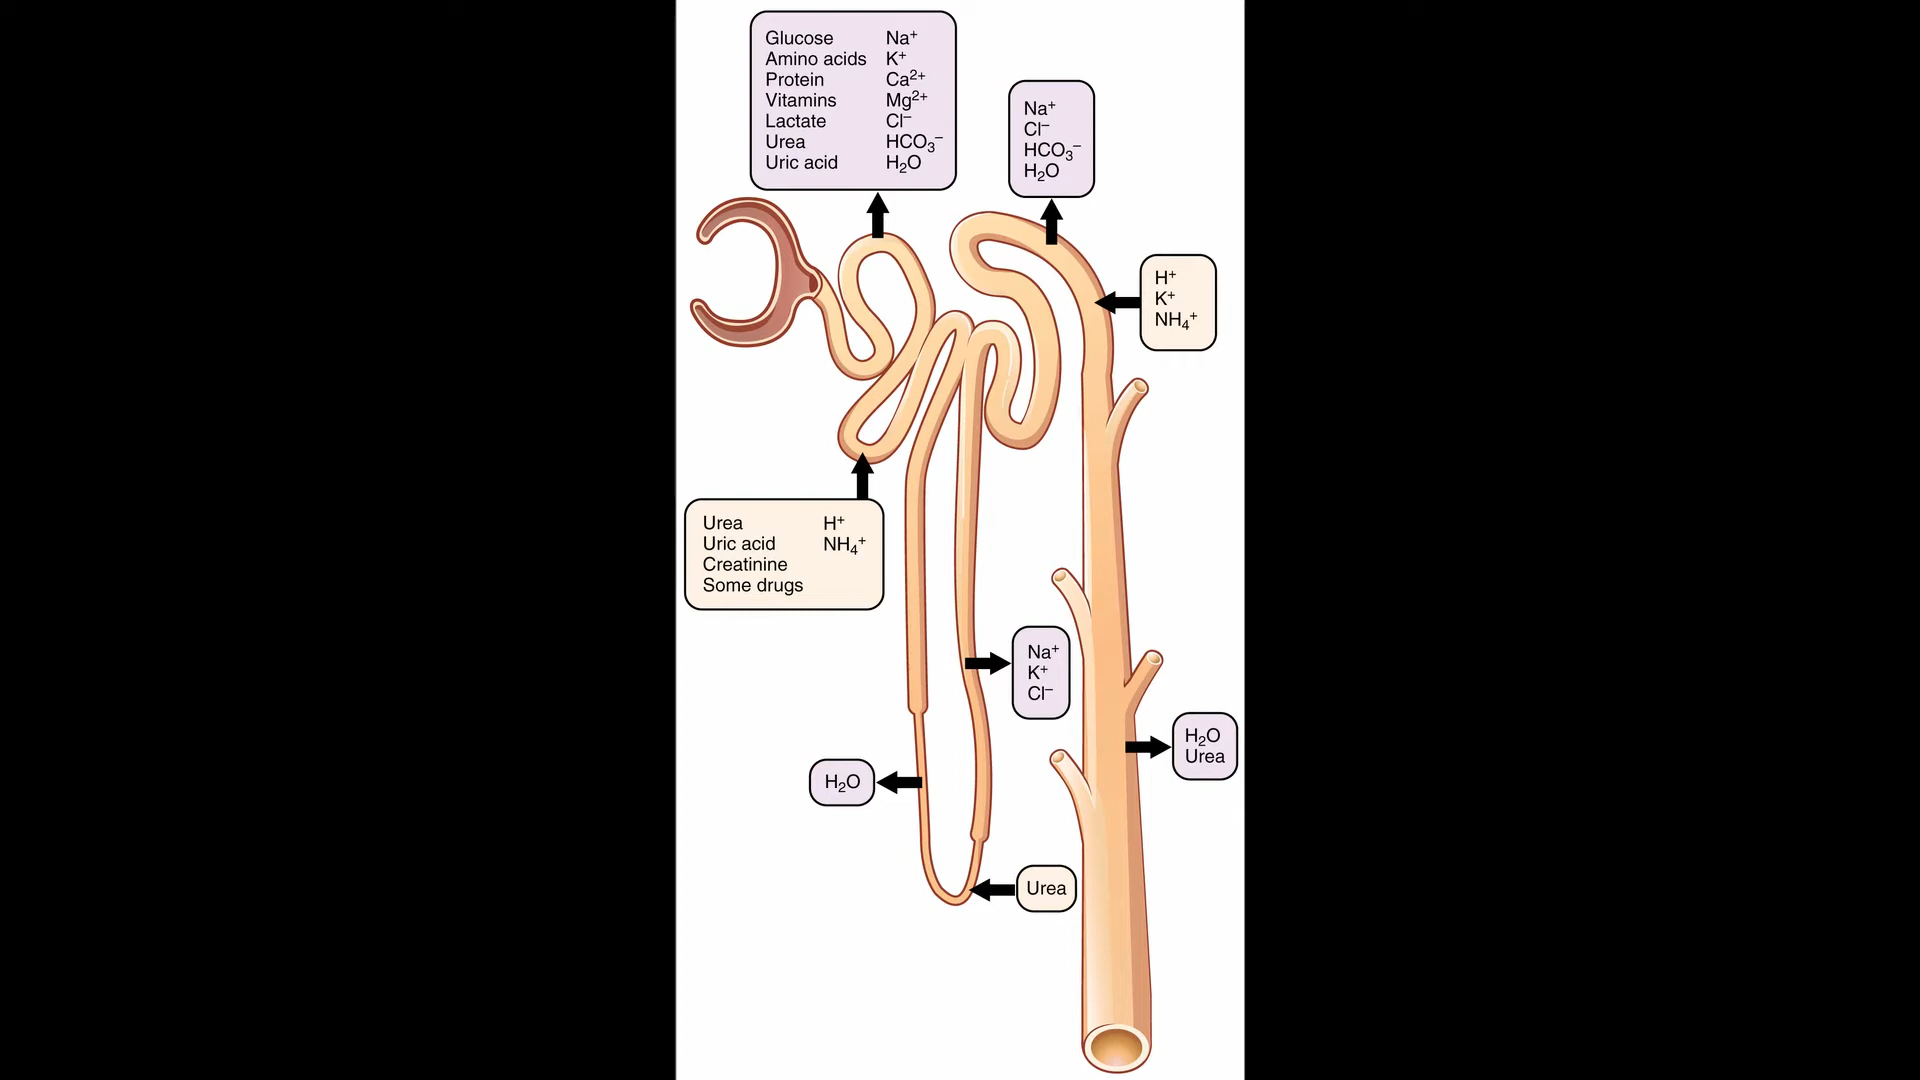 Glucose Na⁺
Amino acids K⁺
Protein Ca²⁺
Vitamins Mg²⁺
Lactate Cl⁻
Urea HCO₃⁻
Uric acid H₂O
Na⁺
Cl⁻
HCO₃⁻
H₂O
H⁺
K⁺
NH₄⁺
Urea H⁺
Uric acid NH₄⁺
Creatinine
Some drugs
Na⁺
K⁺
Cl⁻
H₂O
Urea
H₂O
Urea